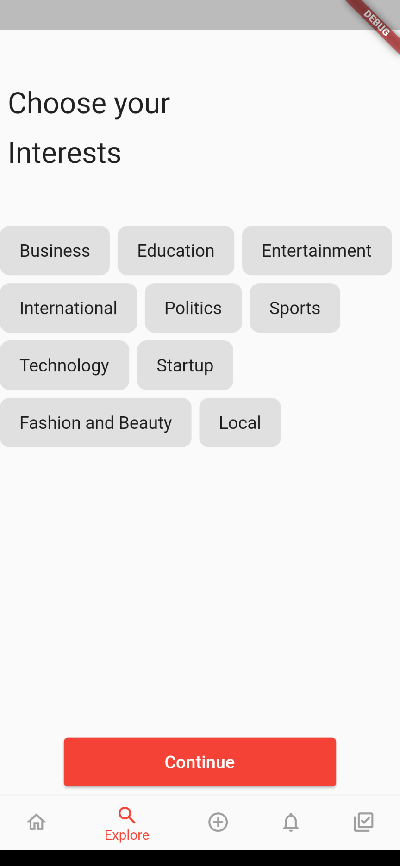 DEBUG
Choose your
Interests
Business Education Entertainment
International Politics Sports
Technology Startup
Fashion and Beauty Local
Continue
Explore